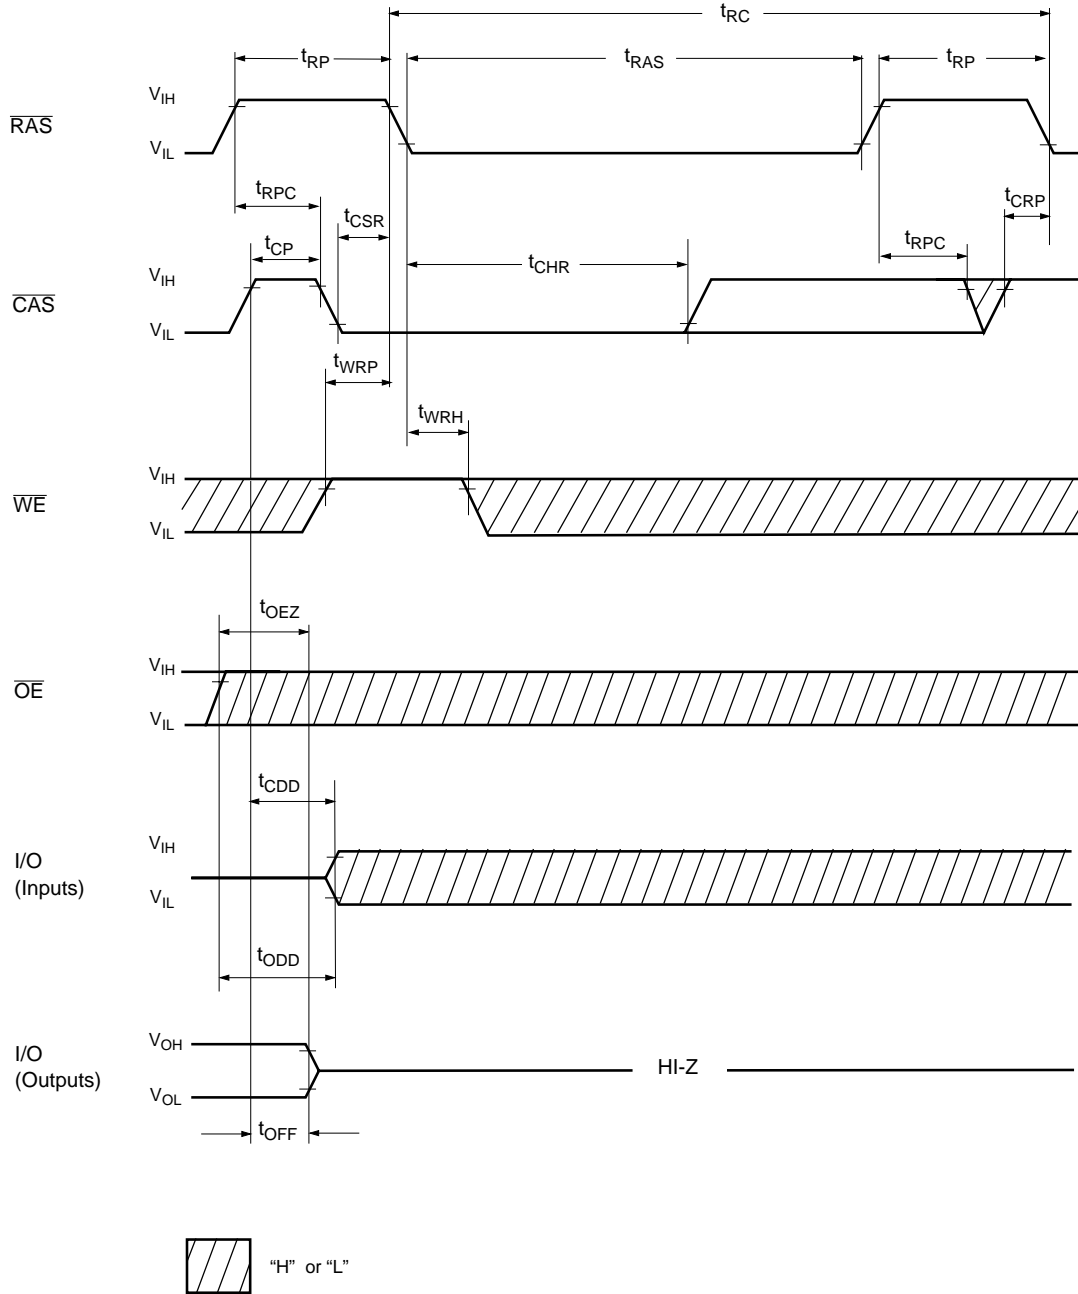 tRC
tRP
tRAS
tRP
VIH
RAS
VIL
tRPC
tCSR
tCRP
tCP
tRPC
tCHR
VIH
CAS
VIL
tWRP
tWRH
VIH
WE
VIL
tOEZ
VIH
OE
VIL
tCDD
VIH
I/O
(Inputs)
VIL
tODD
VOH
I/O
(Outputs)
HI-Z
VOL
tOFF
“H” or “L”